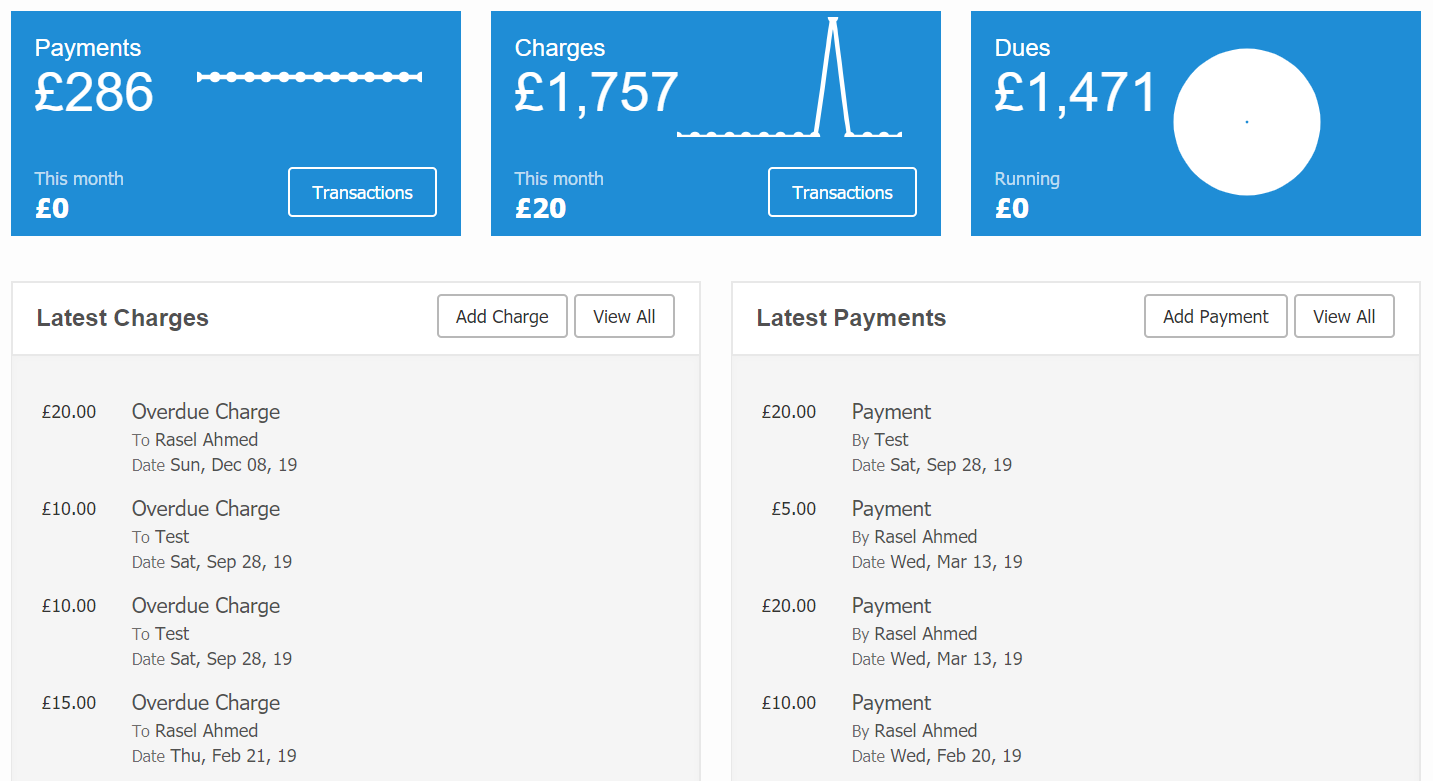 Payments
£286
This month
£0
Transactions
Charges
£1,757
This month
£20
Transactions
Dues
£1,471
Running
£0
Latest Charges
Add Charge
View All
£20.00
Overdue Charge
To Rasel Ahmed
Date Sun, Dec 08, 19
£10.00
Overdue Charge
To Test
Date Sat, Sep 28, 19
£10.00
Overdue Charge
To Test
Date Sat, Sep 28, 19
£15.00
Overdue Charge
To Rasel Ahmed
Date Thu, Feb 21, 19
Latest Payments
Add Payment
View All
£20.00
Payment
By Test
Date Sat, Sep 28, 19
£5.00
Payment
By Rasel Ahmed
Date Wed, Mar 13, 19
£20.00
Payment
By Rasel Ahmed
Date Wed, Mar 13, 19
£10.00
Payment
By Rasel Ahmed
Date Wed, Feb 20, 19